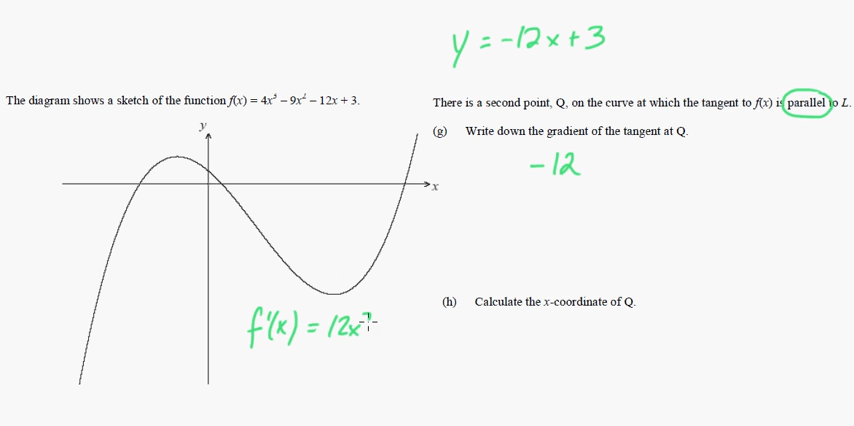 y = -12x + 3
The diagram shows a sketch of the function f(x) = 4x³ – 9x² – 12x + 3.
There is a second point, Q, on the curve at which the tangent to f(x) is parallel to L.
y
(g) Write down the gradient of the tangent at Q.
-12
x
(h) Calculate the x-coordinate of Q.
f'(x) = 12x²